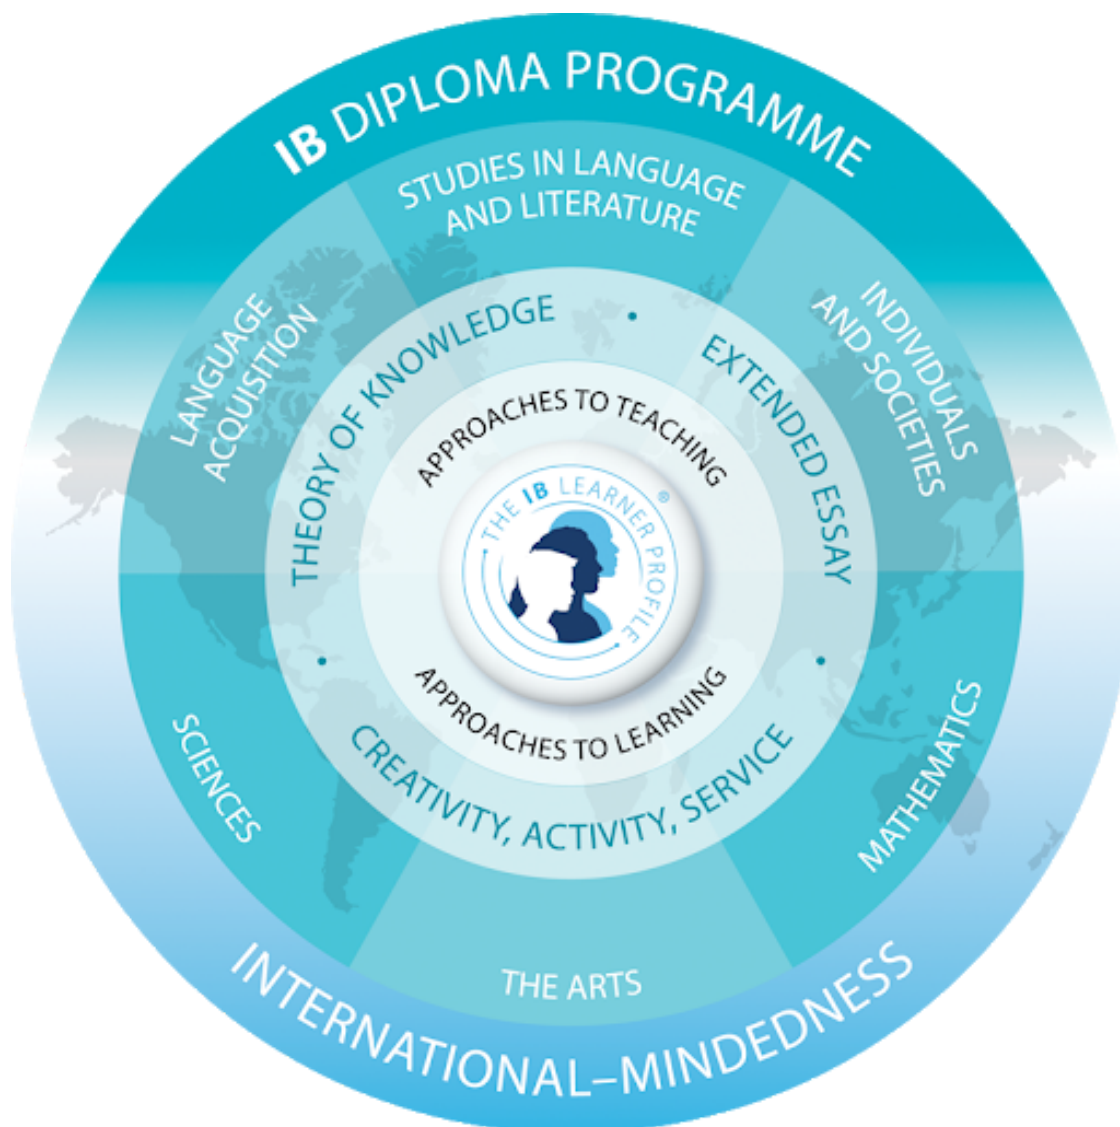 IB DIPLOMA PROGRAMME
STUDIES IN LANGUAGE
AND LITERATURE
LANGUAGE
ACQUISITION
INDIVIDUALS
AND SOCIETIES
THEORY OF KNOWLEDGE
•
EXTENDED ESSAY
APPROACHES TO TEACHING
THE IB LEARNER PROFILE
®
APPROACHES TO LEARNING
•
CREATIVITY, ACTIVITY, SERVICE
•
SCIENCES
MATHEMATICS
THE ARTS
INTERNATIONAL–MINDEDNESS